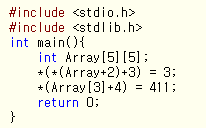 #include <stdio.h>
#include <stdlib.h>
int main(){
    int Array[5][5];
    *(*(Array+2)+3) = 3;
    *(Array[3]+4) = 411;
    return 0;
}